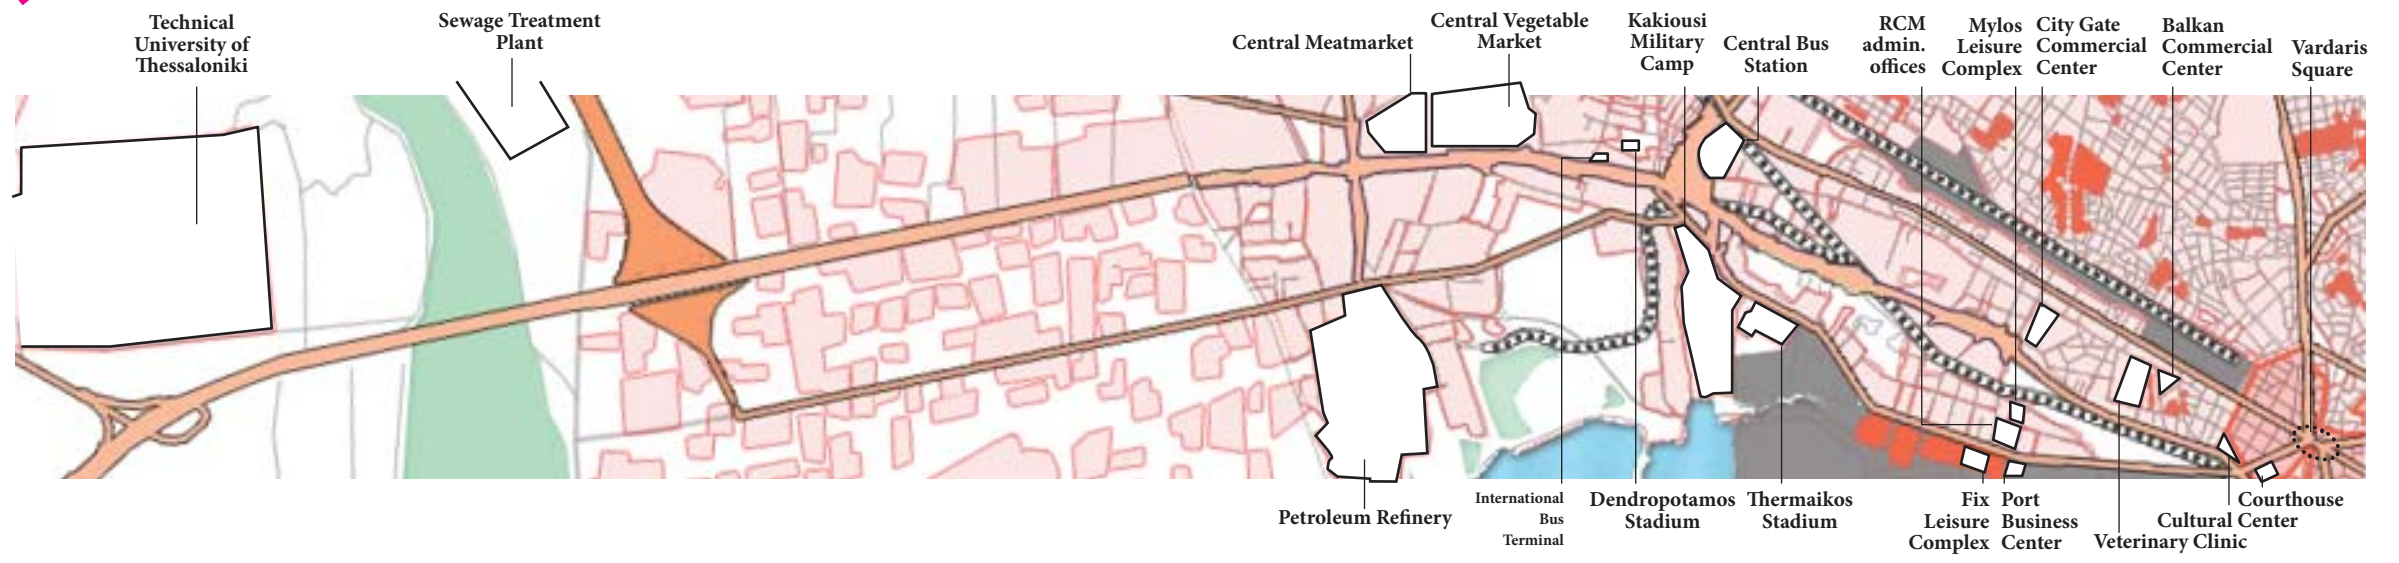 Technical
University of
Thessaloniki
Sewage Treatment
Plant
Central Meatmarket
Central Vegetable
Market
Kakiousi
Military
Camp
Central Bus
Station
RCM
admin.
offices
Mylos
Leisure
Complex
City Gate
Commercial
Center
Balkan
Commercial
Center
Vardaris
Square
Petroleum Refinery
International
Bus
Terminal
Dendropotamos
Stadium
Thermaikos
Stadium
Fix
Leisure
Complex
Port
Business
Center
Veterinary Clinic
Cultural Center
Courthouse